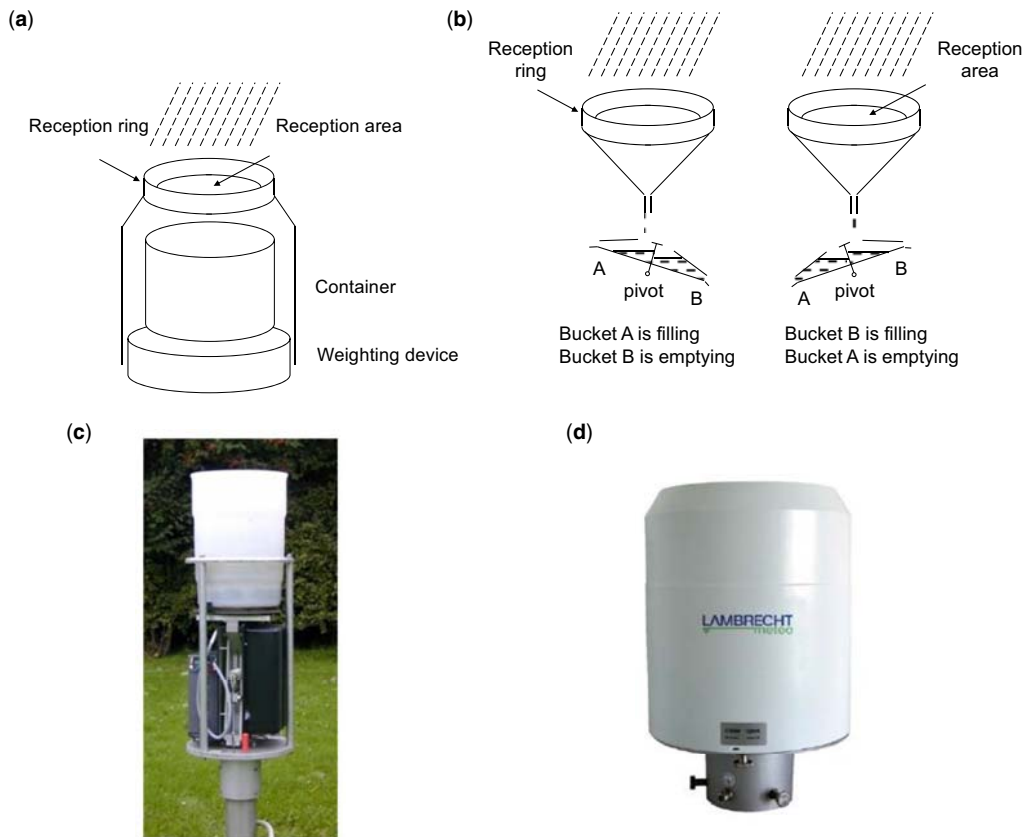 (a)
Reception ring
Reception area
Container
Weighting device
(b)
Reception
ring
Reception
area
A
pivot
B
A
pivot
B
Bucket A is filling
Bucket B is emptying
Bucket B is filling
Bucket A is emptying
(c)
(d)
LAMBRECHT
meteo